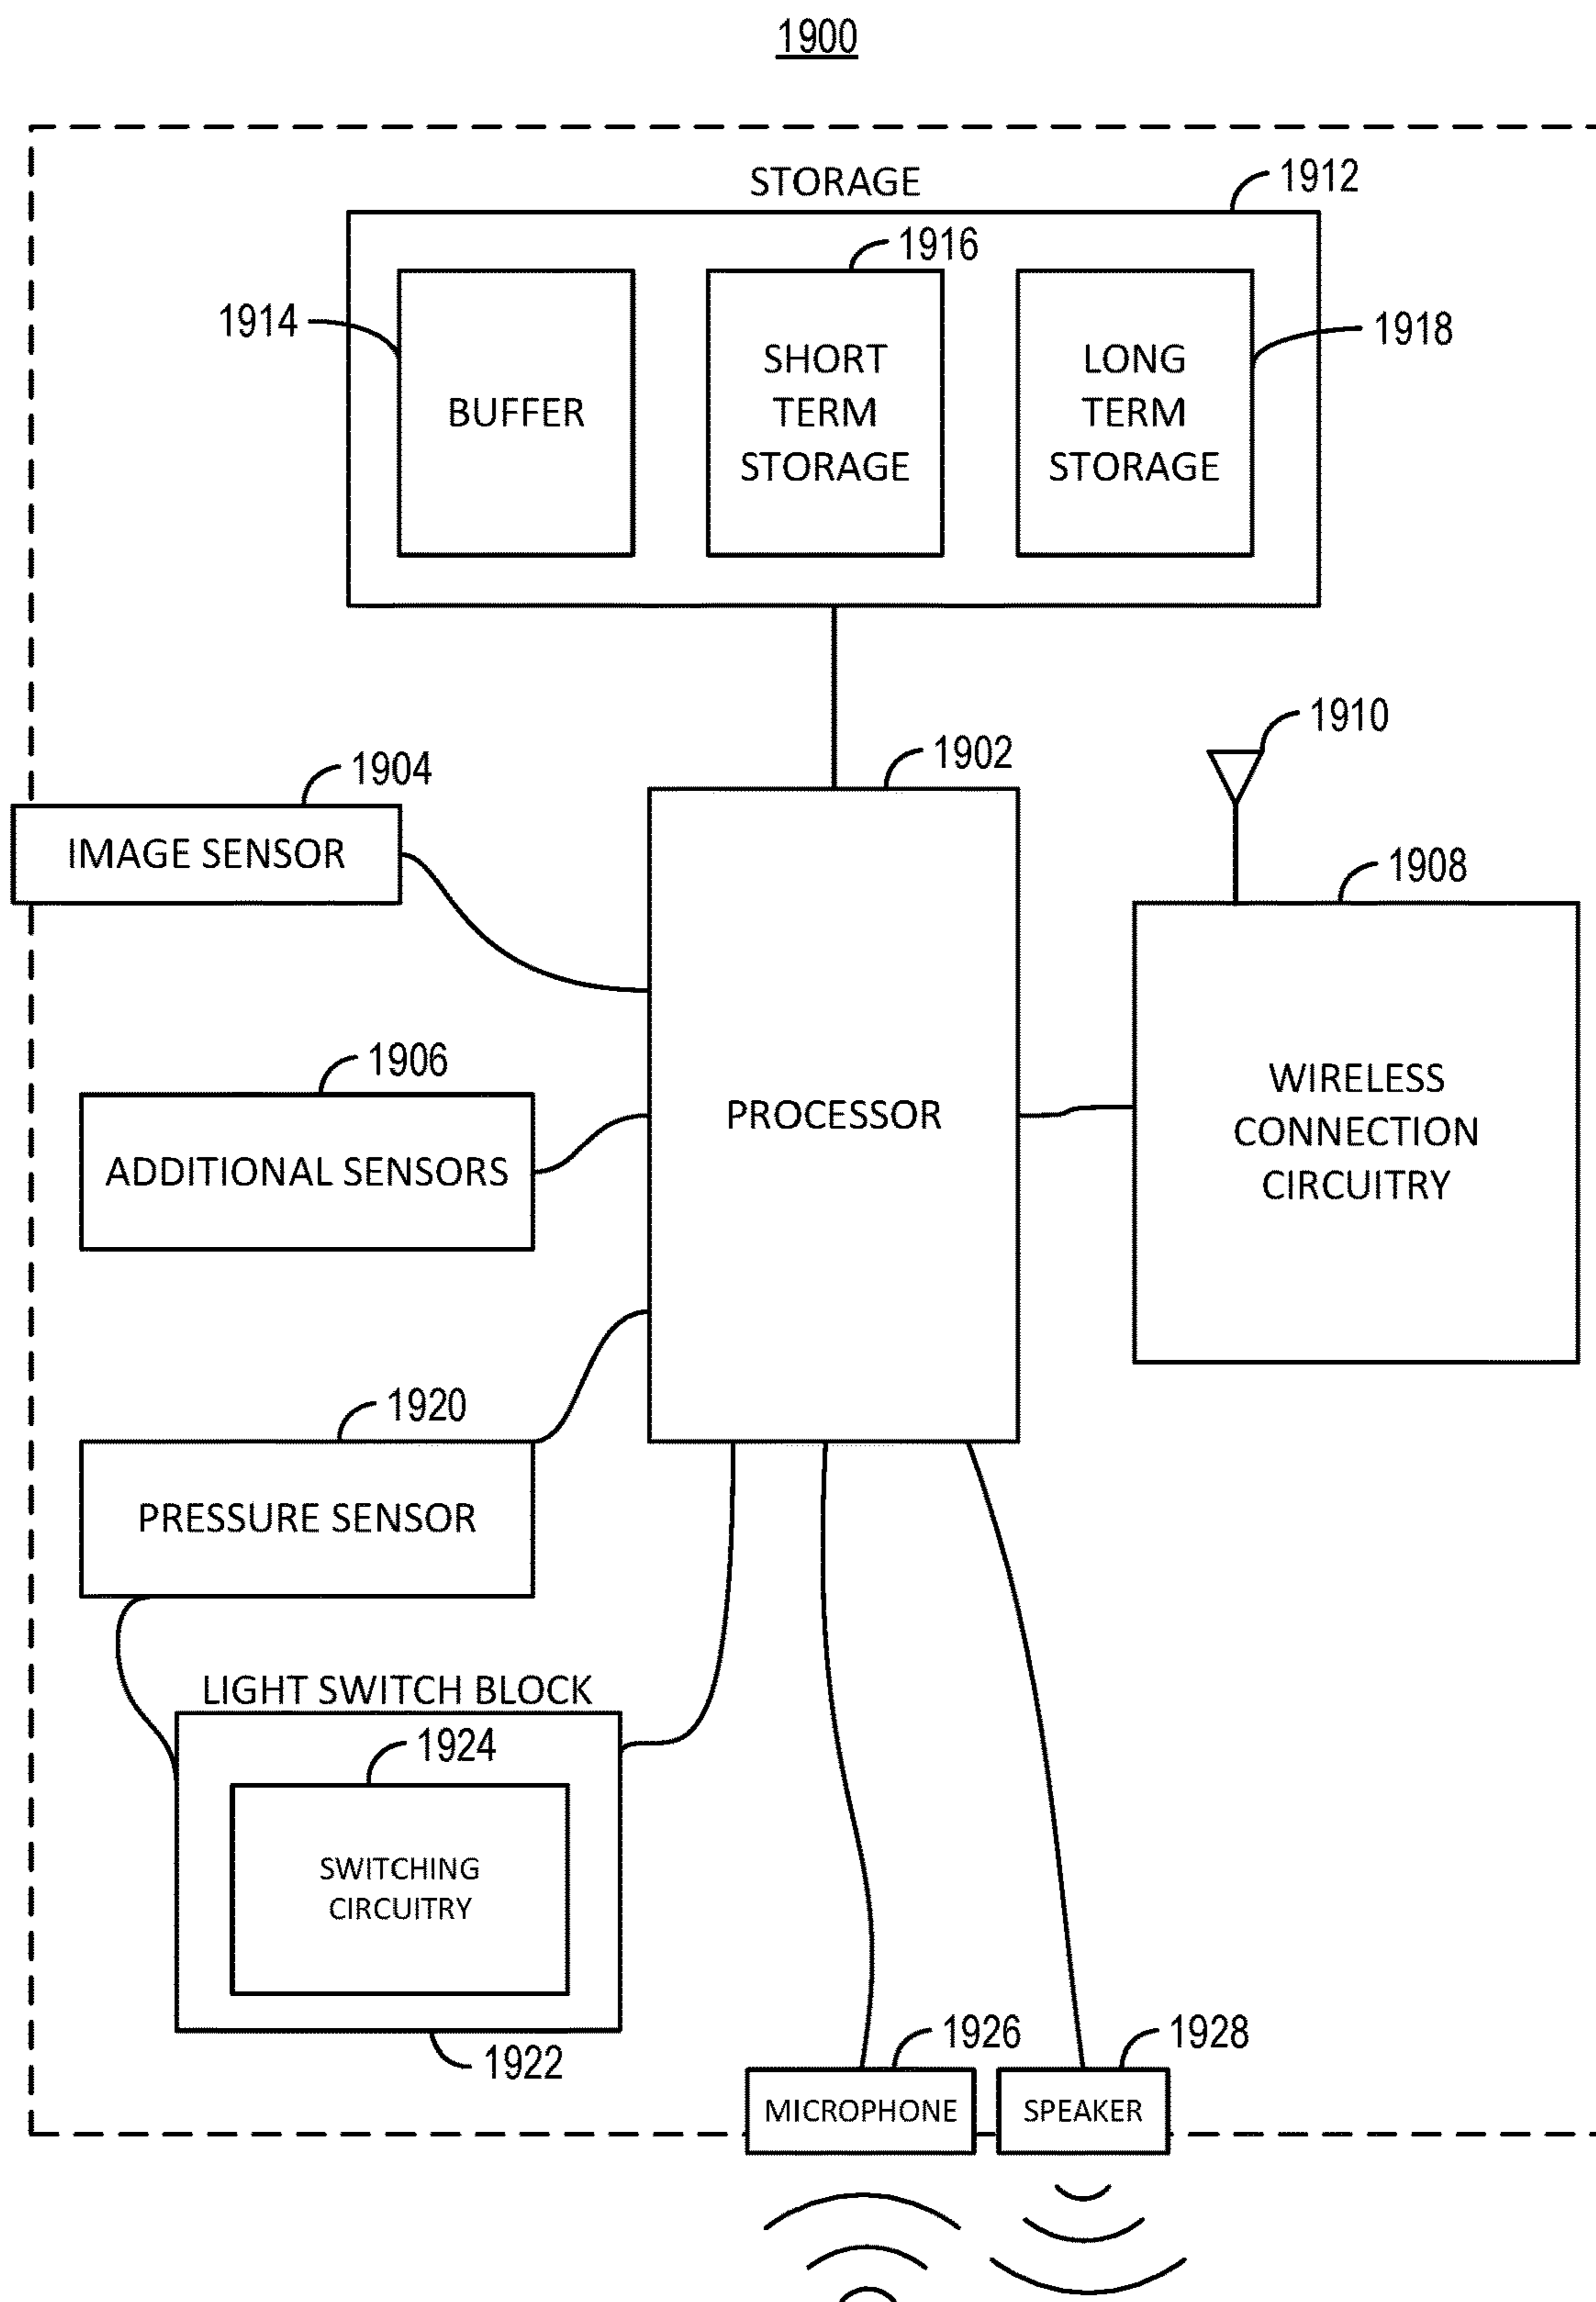 1900
STORAGE
1912
1916
1914
BUFFER
SHORT
TERM
STORAGE
LONG
TERM
STORAGE
1918
1910
1902
1904
IMAGE SENSOR
1908
1906
ADDITIONAL SENSORS
PROCESSOR
WIRELESS
CONNECTION
CIRCUITRY
1920
PRESSURE SENSOR
LIGHT SWITCH BLOCK
1924
SWITCHING
CIRCUITRY
1922
1926
1928
MICROPHONE
SPEAKER